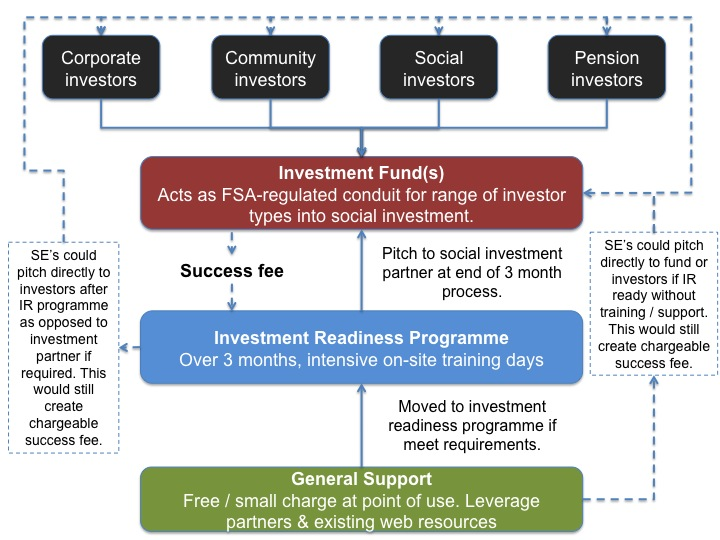 Corporate
investors
Community
investors
Social
investors
Pension
investors
Investment Fund(s)
Acts as FSA-regulated conduit for range of investor
types into social investment.
SE's could
pitch directly to
investors after
IR programme
as opposed to
investment
partner if
required. This
would still
create
chargeable
success fee.
Success fee
Pitch to social investment
partner at end of 3 month
process.
SE's could pitch
directly to fund or
investors if IR
ready without
training / support.
This would still
create chargeable
success fee.
Investment Readiness Programme
Over 3 months, intensive on-site training days
Moved to investment
readiness programme if
meet requirements.
General Support
Free / small charge at point of use. Leverage
partners & existing web resources